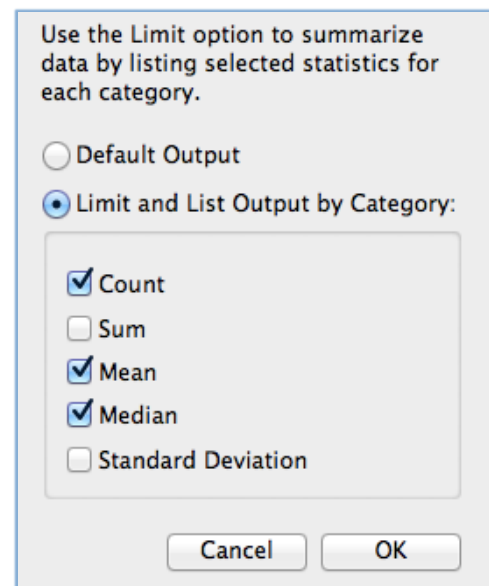 Use the Limit option to summarize
data by listing selected statistics for
each category.
Default Output
Limit and List Output by Category:
Count
Sum
Mean
Median
Standard Deviation
Cancel OK